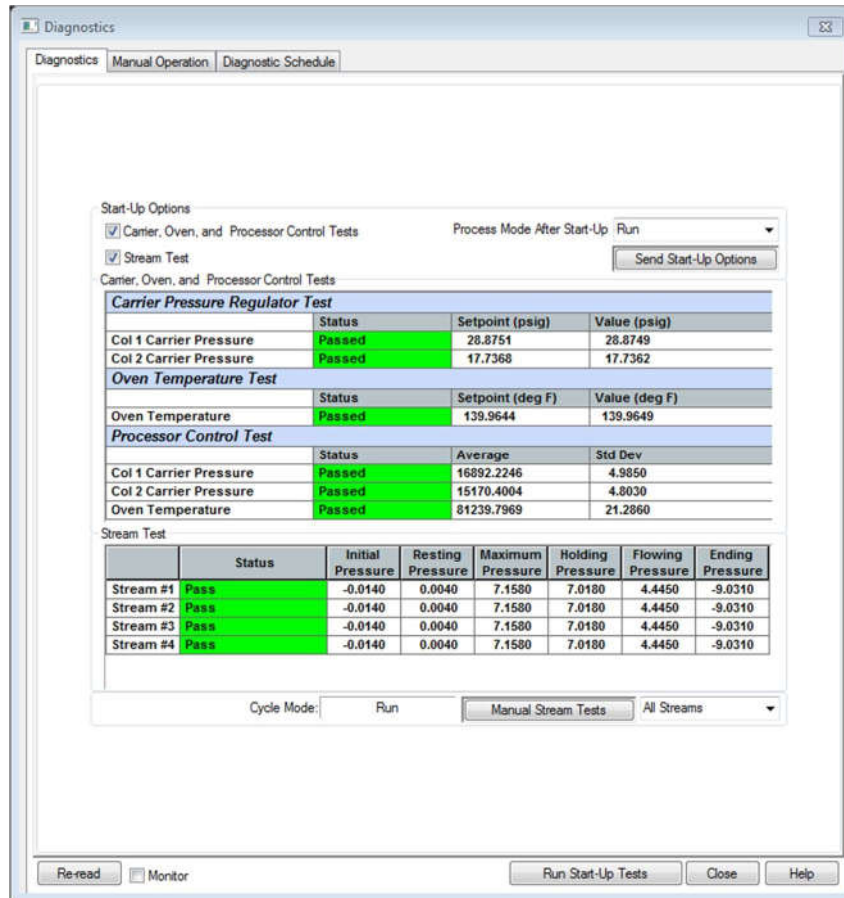 Diagnostics
Diagnostics Manual Operation Diagnostic Schedule
Start-Up Options
Carrier, Oven, and Processor Control Tests Process Mode After Start-Up Run
Stream Test Send Start-Up Options
Carrier, Oven, and Processor Control Tests
Carrier Pressure Regulator Test
Status Setpoint (psig) Value (psig)
Col 1 Carrier Pressure Passed 28.8751 28.8749
Col 2 Carrier Pressure Passed 17.7368 17.7362
Oven Temperature Test
Status Setpoint (deg F) Value (deg F)
Oven Temperature Passed 139.9644 139.9649
Processor Control Test
Status Average Std Dev
Col 1 Carrier Pressure Passed 16892.2246 4.9850
Col 2 Carrier Pressure Passed 15170.4004 4.8030
Oven Temperature Passed 81239.7969 21.2860
Stream Test
Status Initial Pressure Resting Pressure Maximum Pressure Holding Pressure Flowing Pressure Ending Pressure
Stream #1 Pass -0.0140 0.0040 7.1580 7.0180 4.4450 -9.0310
Stream #2 Pass -0.0140 0.0040 7.1580 7.0180 4.4450 -9.0310
Stream #3 Pass -0.0140 0.0040 7.1580 7.0180 4.4450 -9.0310
Stream #4 Pass -0.0140 0.0040 7.1580 7.0180 4.4450 -9.0310
Cycle Mode: Run Manual Stream Tests All Streams
Re-read Monitor Run Start-Up Tests Close Help